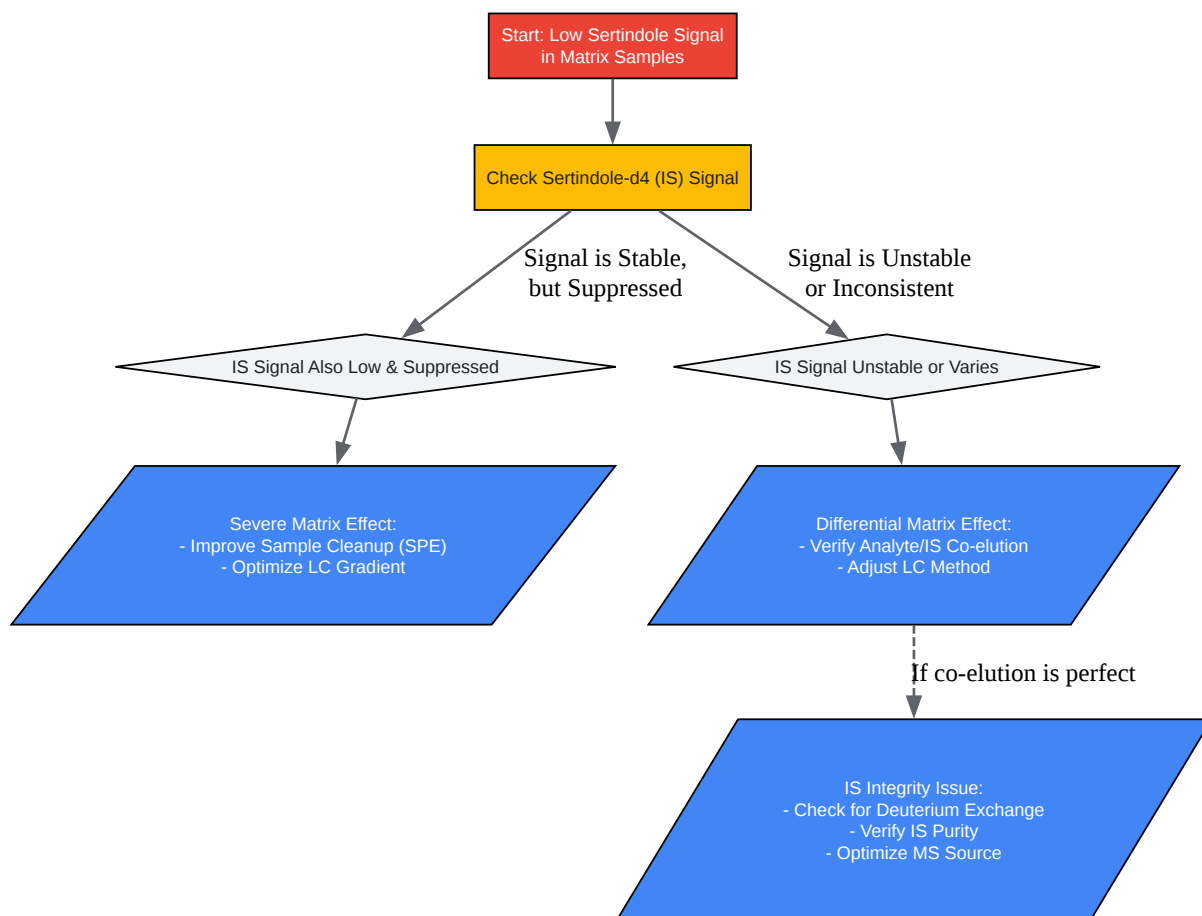 Start: Low Sertindole Signal
in Matrix Samples
Check Sertindole-d4 (IS) Signal
Signal is Stable,
but Suppressed
Signal is Unstable
or Inconsistent
IS Signal Also Low & Suppressed
IS Signal Unstable or Varies
Severe Matrix Effect:
- Improve Sample Cleanup (SPE)
- Optimize LC Gradient
Differential Matrix Effect:
- Verify Analyte/IS Co-elution
- Adjust LC Method
If co-elution is perfect
IS Integrity Issue:
- Check for Deuterium Exchange
- Verify IS Purity
- Optimize MS Source